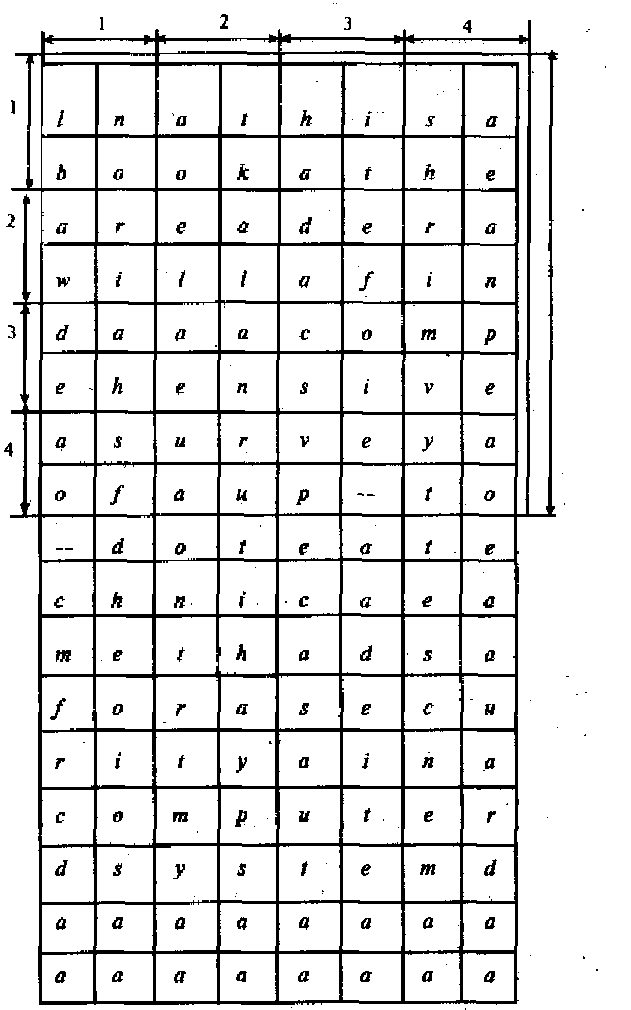 1 2 3 4
1
l n a t h i s a
b o o k a t h e
2
a r e a d e r a
w i l l a f i n
3
d a a a c o m p
e h e n s i v e
4
a s u r v e y a
o f a u p -- t o
-- d o t e a t e
c h n i c a e a
m e t h a d s a
f o r a s e c u
r i t y a i n a
c o m p u t e r
d s y s t e m d
a a a a a a a a
a a a a a a a a